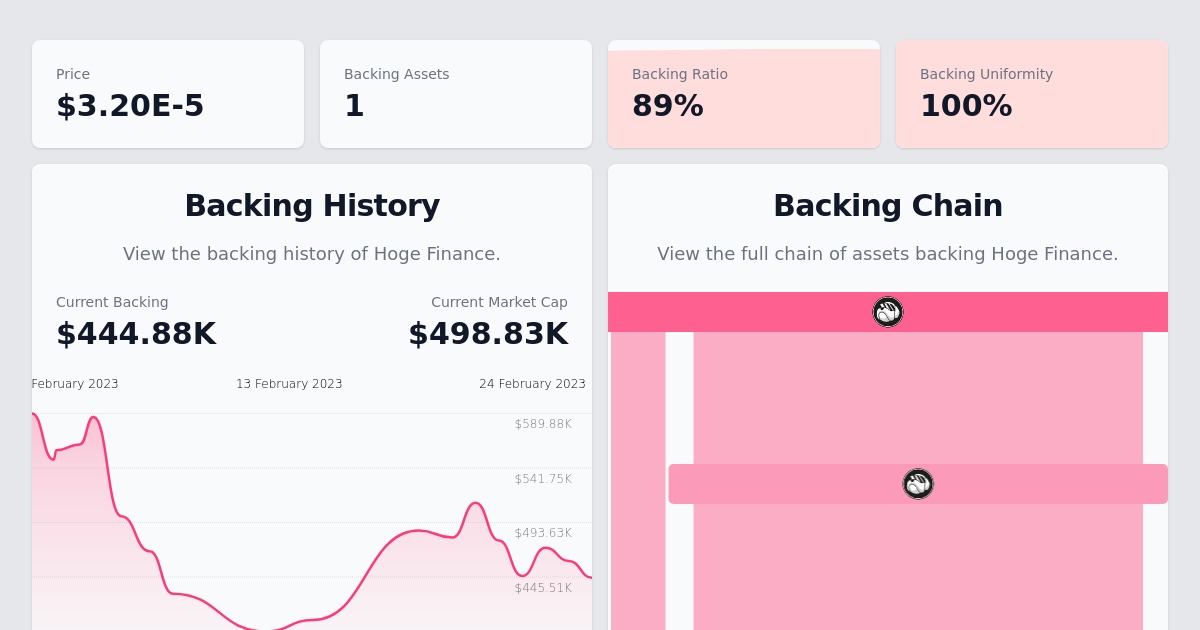 Price
$3.20E-5
Backing Assets
1
Backing Ratio
89%
Backing Uniformity
100%
Backing History
View the backing history of Hoge Finance.
Current Backing
$444.88K
Current Market Cap
$498.83K
February 2023
13 February 2023
24 February 2023
$589.88K
$541.75K
$493.63K
$445.51K
Backing Chain
View the full chain of assets backing Hoge Finance.